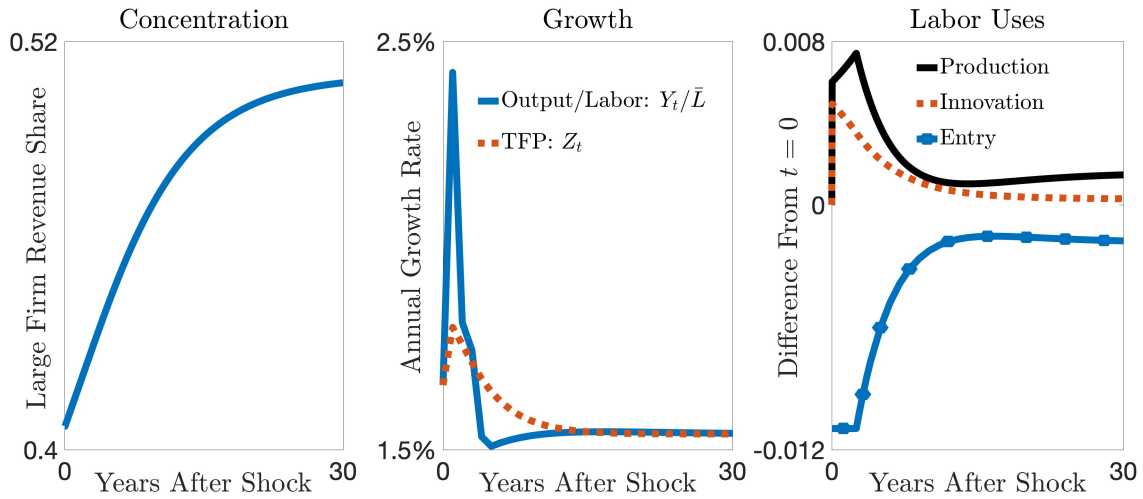 Concentration
0.52
Large Firm Revenue Share
0.4
0
30
Years After Shock
Growth
2.5%
Annual Growth Rate
Output/Labor: Y_t/L̄
TFP: Z_t
1.5%
0
30
Years After Shock
Labor Uses
0.008
Difference From t = 0
Production
Innovation
Entry
0
-0.012
0
30
Years After Shock